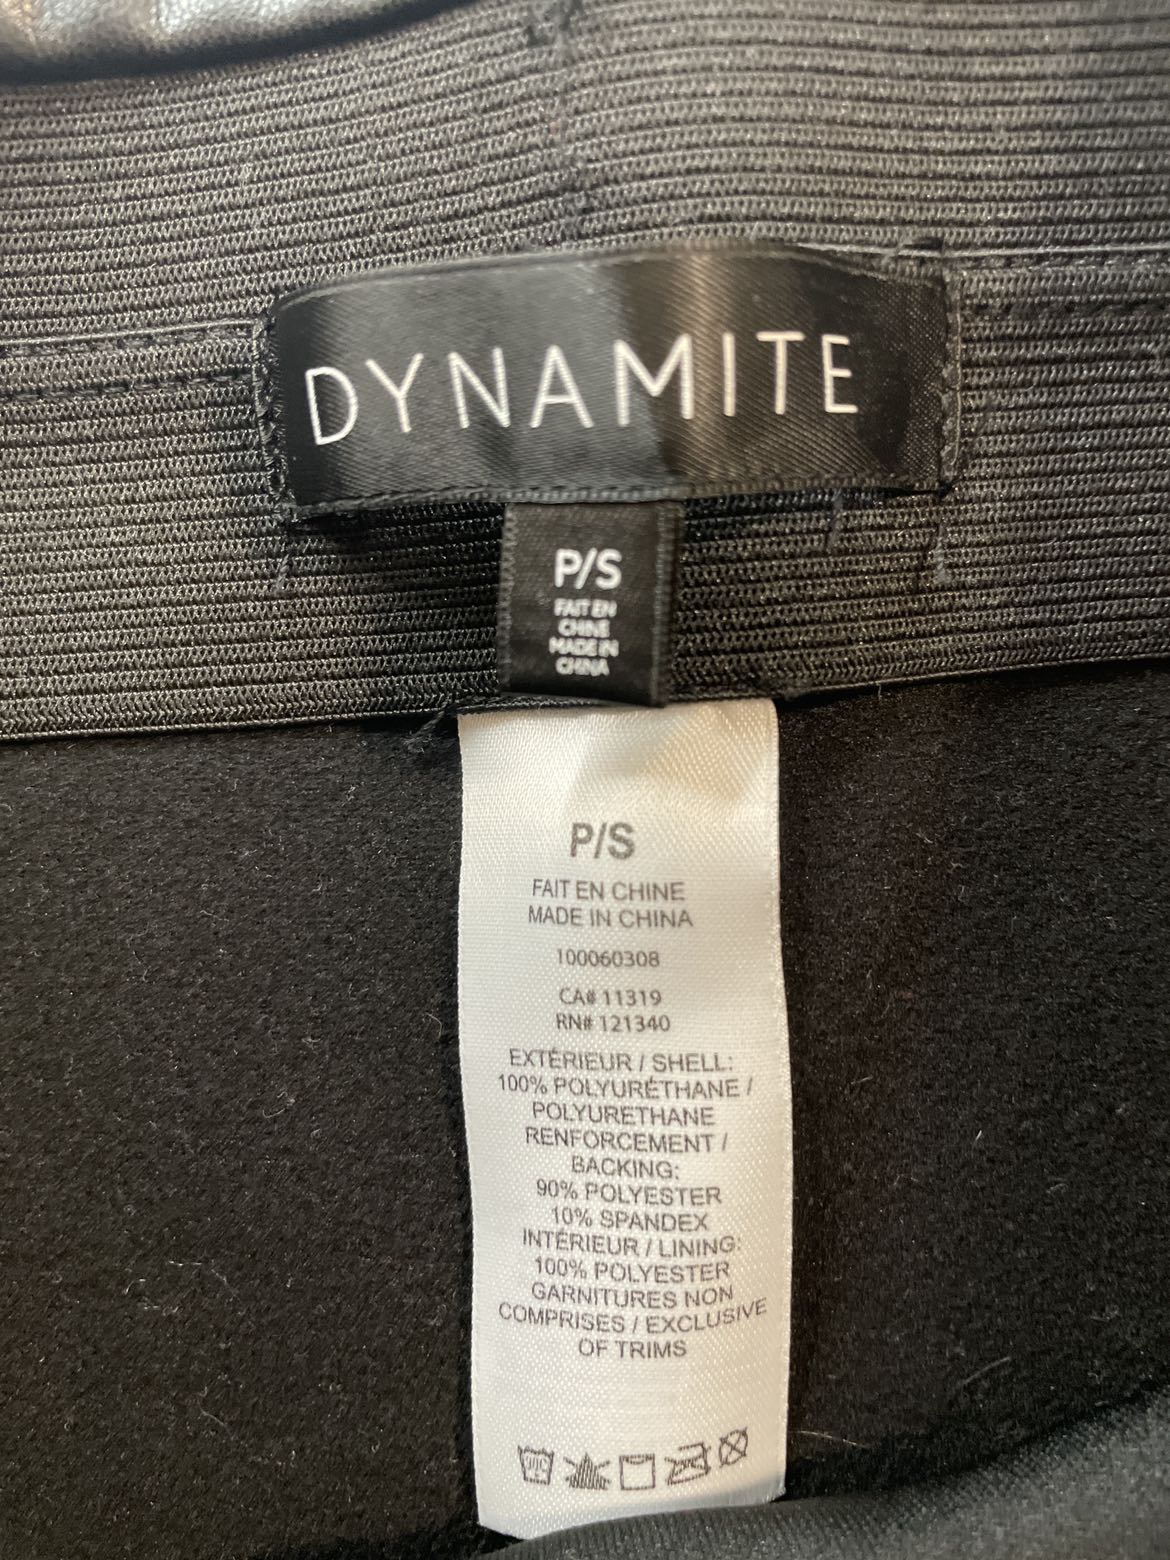 DYNAMITE
P/S
FAIT EN
CHINE
MADE IN
CHINA
P/S
FAIT EN CHINE
MADE IN CHINA
100060308
CA# 11319
RN# 121340
EXTÉRIEUR / SHELL:
100% POLYURÉTHANE /
POLYURETHANE
RENFORCEMENT /
BACKING:
90% POLYESTER
10% SPANDEX
INTÉRIEUR / LINING:
100% POLYESTER
GARNITURES NON
COMPRISES / EXCLUSIVE
OF TRIMS